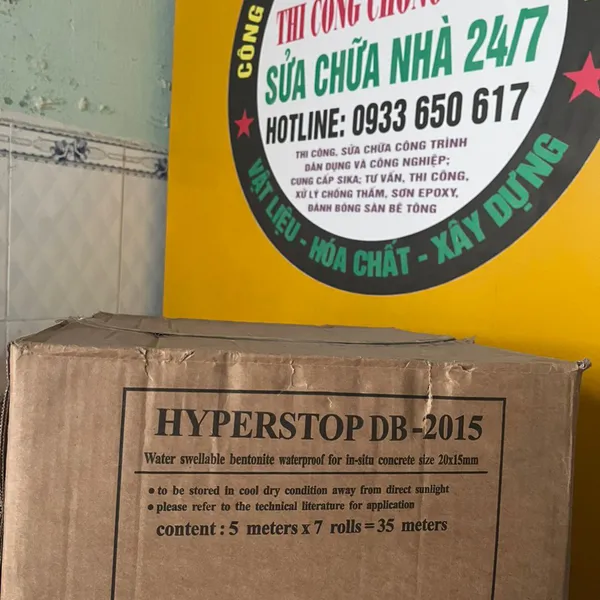 CÔNG
THI CÔNG CHỐNG
SỬA CHỮA NHÀ 24/7
HOTLINE: 0933 650 617
THI CÔNG, SỬA CHỮA CÔNG TRÌNH
DÂN DỤNG VÀ CÔNG NGHIỆP;
CUNG CẤP SIKA; TƯ VẤN, THI CÔNG,
XỬ LÝ CHỐNG THẤM, SƠN EPOXY,
ĐÁNH BÓNG SÀN BÊ TÔNG
VẬT LIỆU - HÓA CHẤT - XÂY DỰNG
HYPERSTOP DB-2015
Water swellable bentonite waterproof for in-situ concrete size 20x15mm
• to be stored in cool dry condition away from direct sunlight
• please refer to the technical literature for application
content : 5 meters x 7 rolls = 35 meters